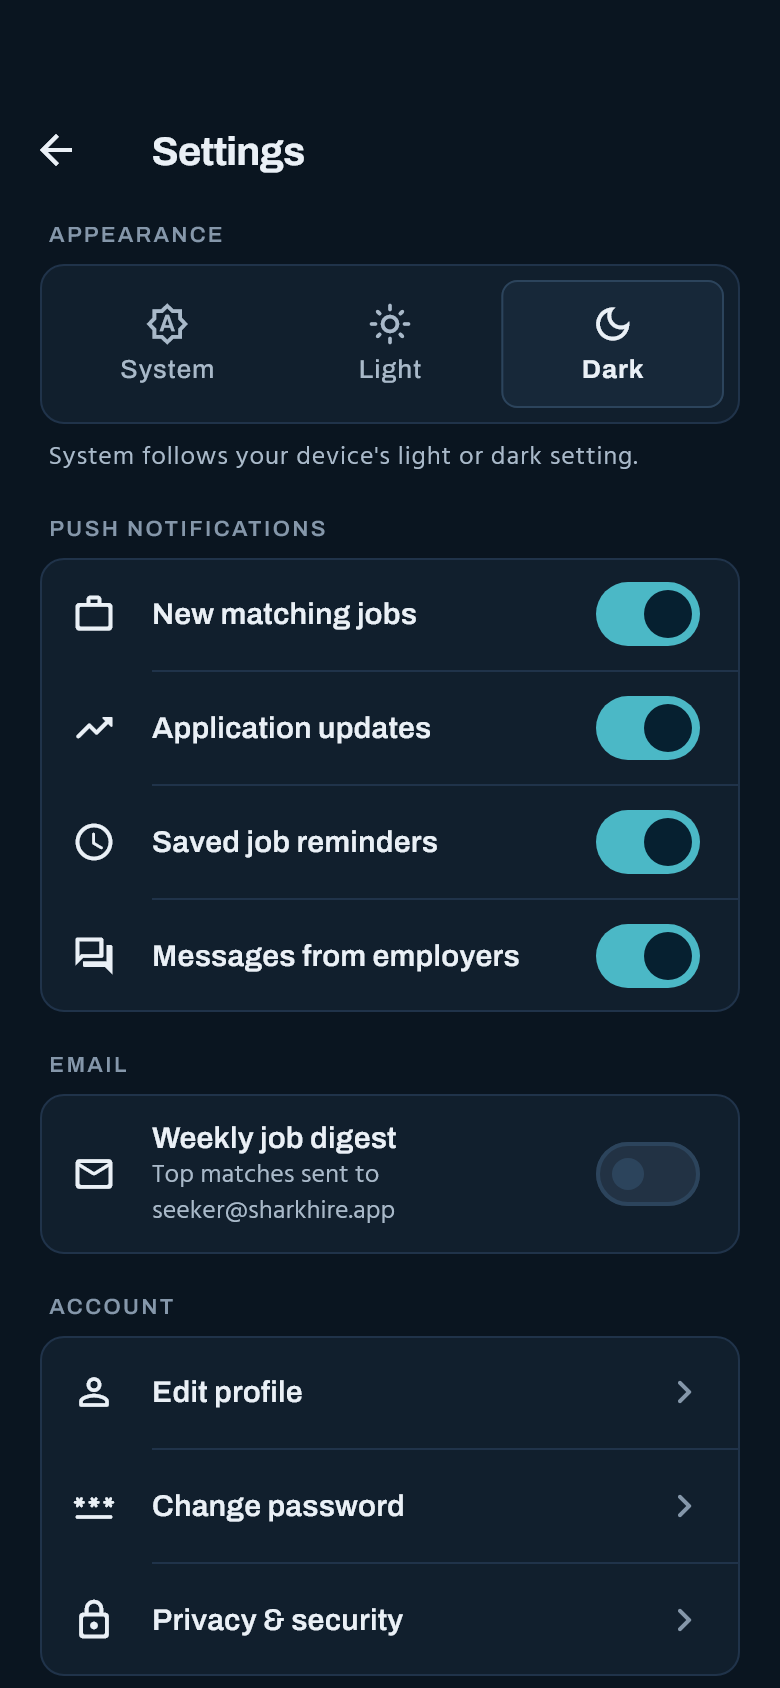 Settings
APPEARANCE
System
Light
Dark
System follows your device's light or dark setting.
PUSH NOTIFICATIONS
New matching jobs
Application updates
Saved job reminders
Messages from employers
EMAIL
Weekly job digest
Top matches sent to
seeker@sharkhire.app
ACCOUNT
Edit profile
Change password
Privacy & security